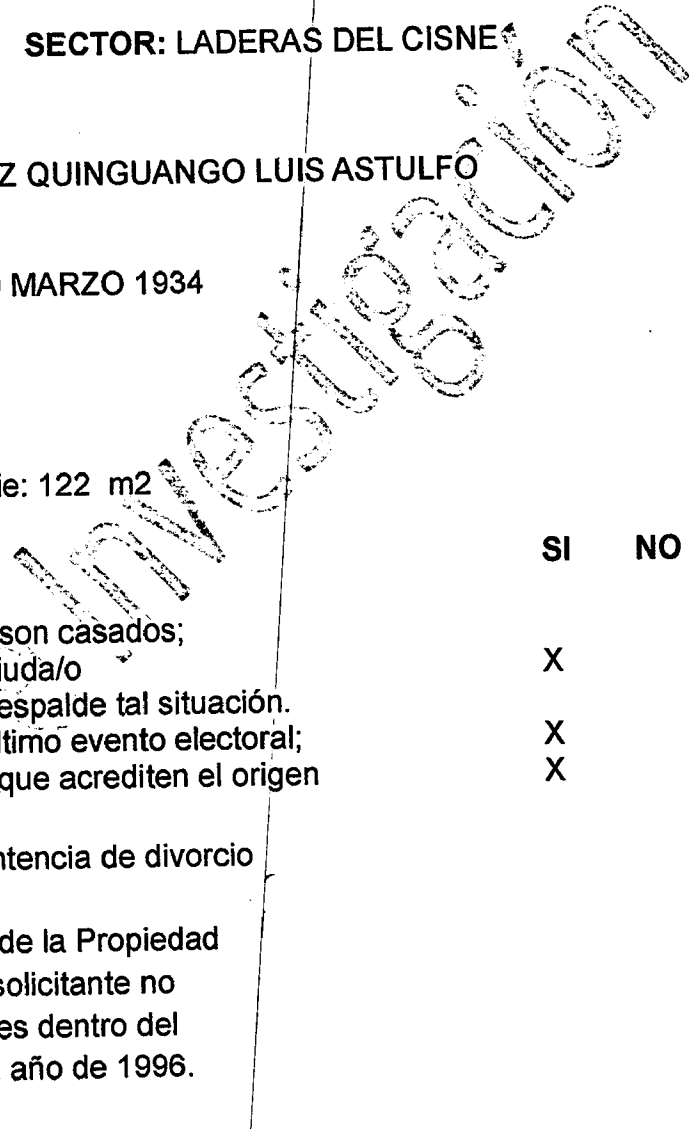 SECTOR: LADERAS DEL CISNE
Z QUINGUANGO LUIS ASTULFO
MARZO 1934
ie: 122 m2
SI NO
son casados;
iuda/o X
espalde tal situación.
ltimo evento electoral; X
que acrediten el origen X
ntencia de divorcio
de la Propiedad
solicitante no
es dentro del
año de 1996.
Investigación